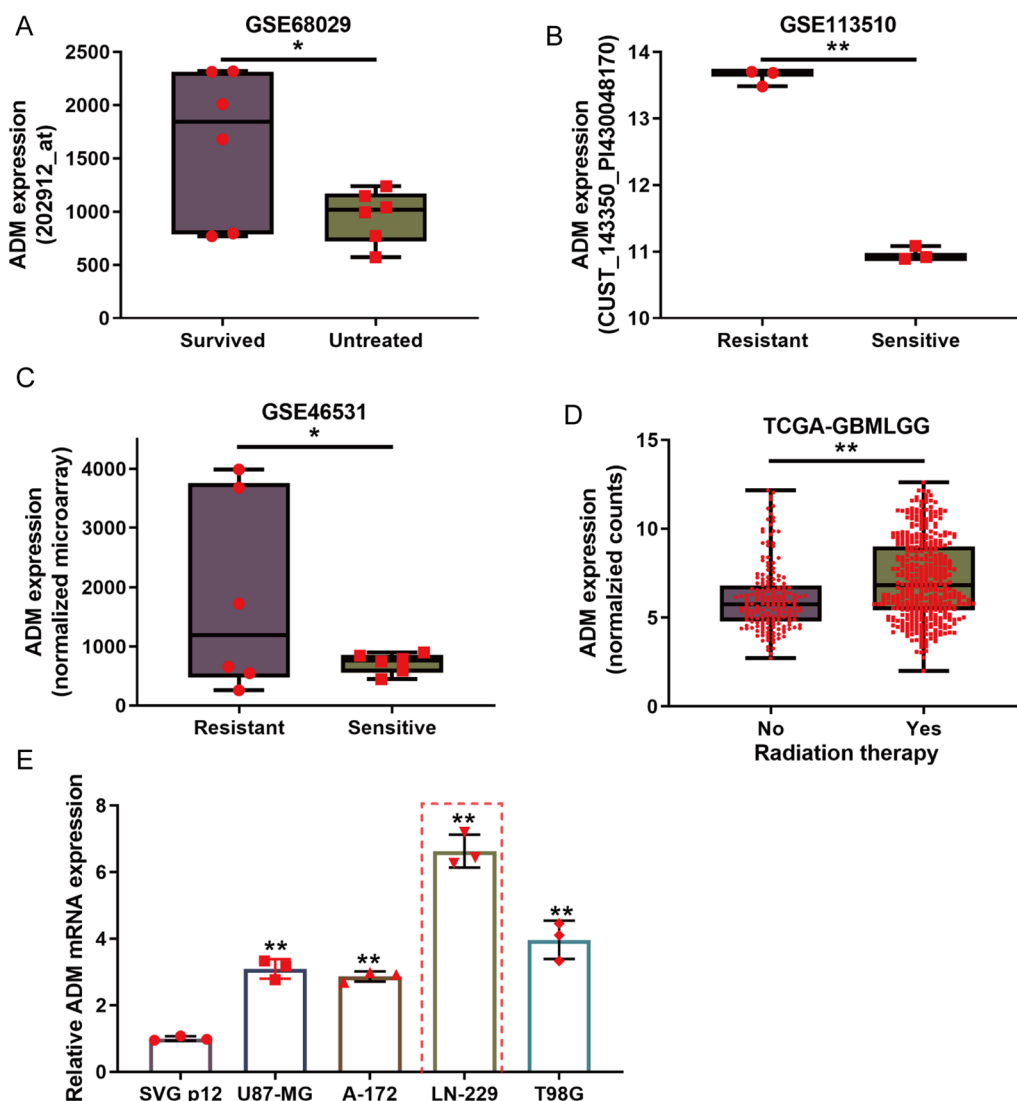 A
GSE68029
*
ADM expression
(202912_at)
2500
2000
1500
1000
500
0
Survived
Untreated
B
GSE113510
**
ADM expression
(CUST_143350_PI430048170)
14
13
12
11
10
Resistant
Sensitive
C
GSE46531
*
ADM expression
(normalized microarray)
4000
3000
2000
1000
0
Resistant
Sensitive
D
TCGA-GBMLGG
**
ADM expression
(normalzied counts)
15
10
5
0
No
Yes
Radiation therapy
E
Relative ADM mRNA expression
8
6
4
2
0
**
**
**
**
SVG p12
U87-MG
A-172
LN-229
T98G